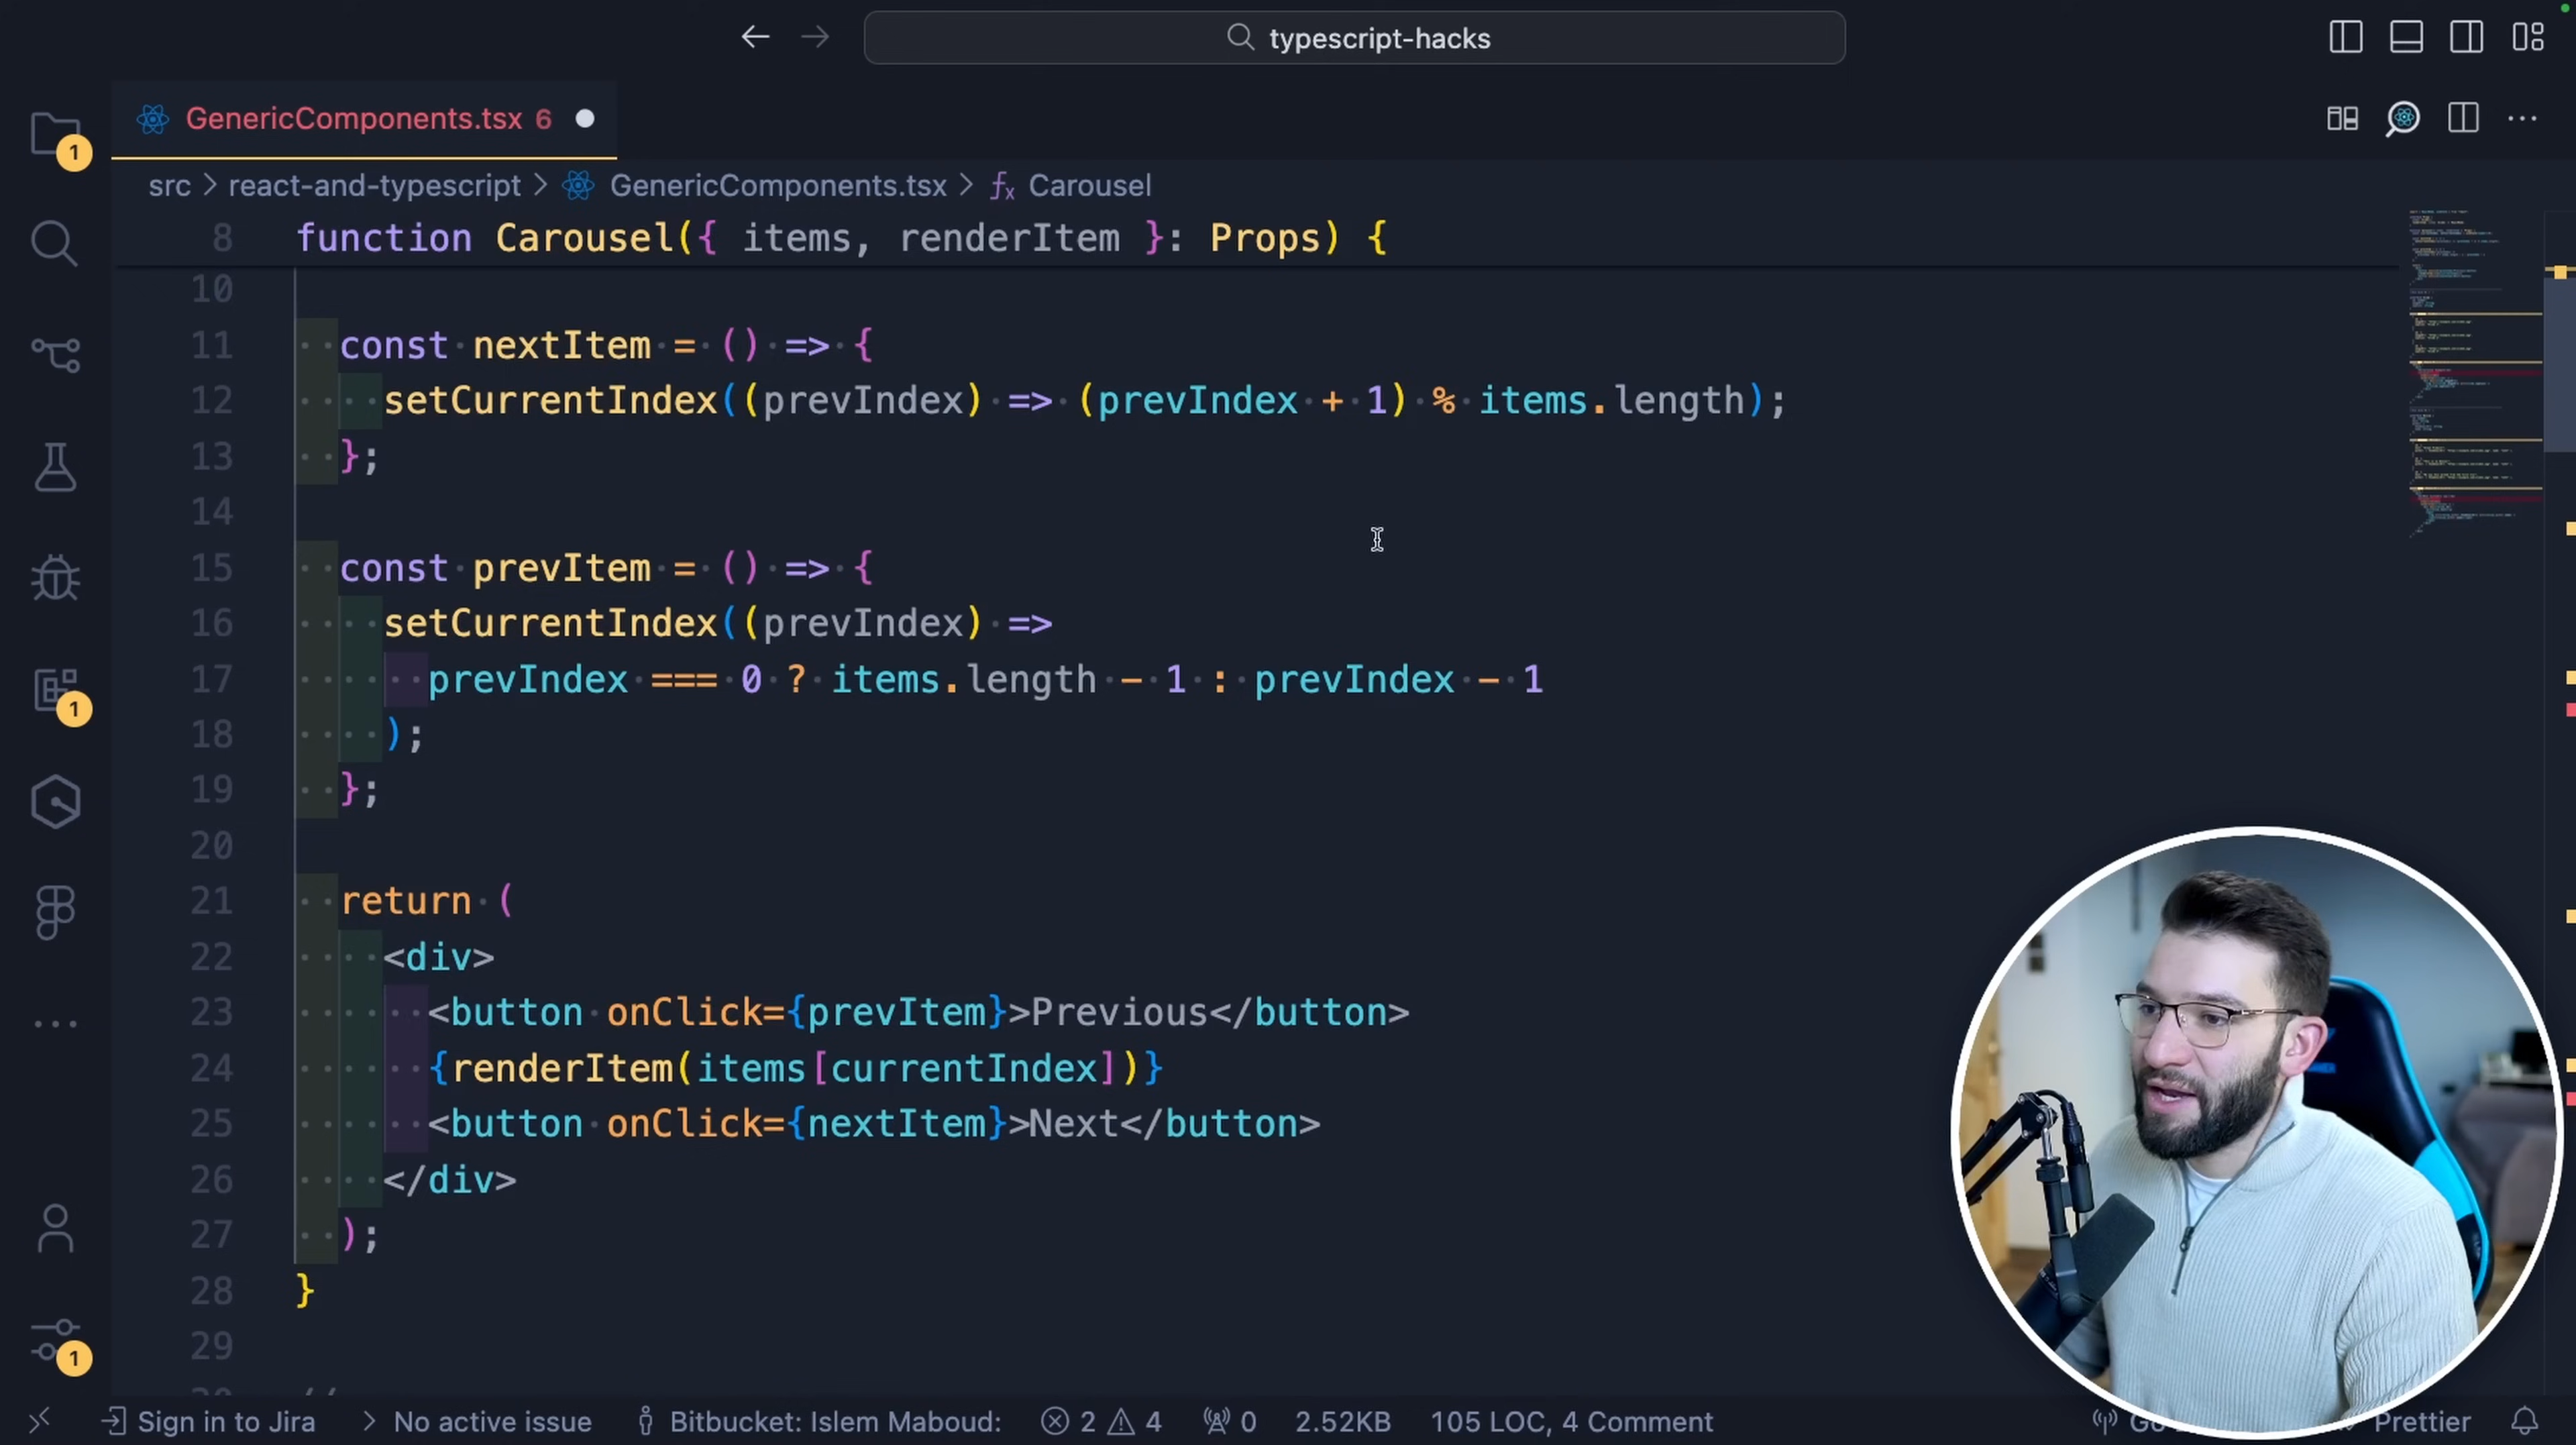 typescript-hacks
GenericComponents.tsx 6
src > react-and-typescript > GenericComponents.tsx > Carousel
8 function Carousel({ items, renderItem }: Props) {
10
11 const nextItem = () => {
12 setCurrentIndex((prevIndex) => (prevIndex + 1) % items.length);
13 };
14
15 const prevItem = () => {
16 setCurrentIndex((prevIndex) =>
17 prevIndex === 0 ? items.length - 1 : prevIndex - 1
18 );
19 };
20
21 return (
22 <div>
23 <button onClick={prevItem}>Previous</button>
24 {renderItem(items[currentIndex])}
25 <button onClick={nextItem}>Next</button>
26 </div>
27 );
28 }
29
1
1
1
Sign in to Jira > No active issue Bitbucket: Islem Maboud: 2 4 0 2.52KB 105 LOC, 4 Comment Prettier